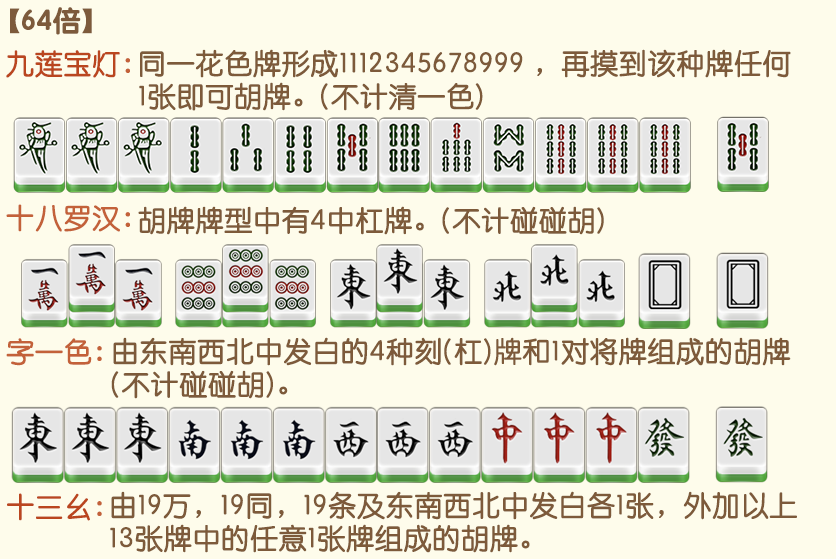 【64倍】
九莲宝灯:同一花色牌形成1112345678999 ，再摸到该种牌任何
1张即可胡牌。(不计清一色)
十八罗汉:胡牌牌型中有4中杠牌。(不计碰碰胡)
一 一 一
萬 萬 萬 東 東 東 北 北 北
字一色:由东南西北中发白的4种刻(杠)牌和1对将牌组成的胡牌
(不计碰碰胡)。
東 東 東 南 南 南 西 西 西 中 中 中 發 發
十三幺:由19万，19同，19条及东南西北中发白各1张，外加以上
13张牌中的任意1张牌组成的胡牌。